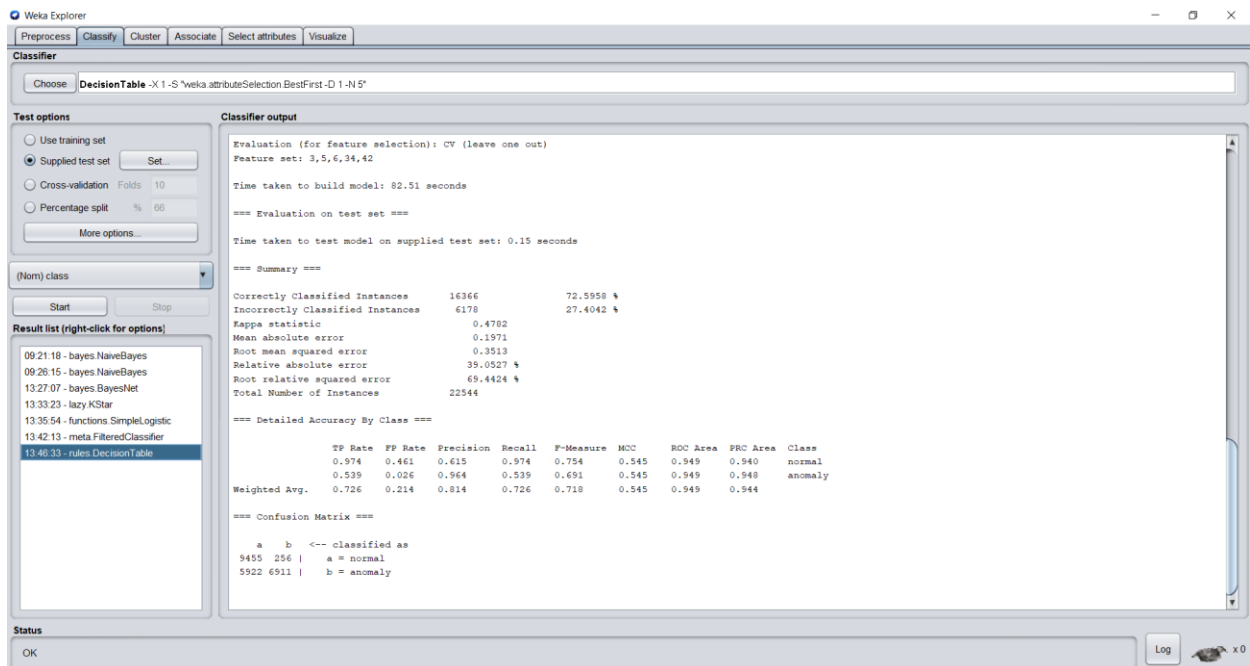 Weka Explorer
Preprocess Classify Cluster Associate Select attributes Visualize
Classifier
Choose DecisionTable -X 1 -S "weka.attributeSelection.BestFirst -D 1 -N 5"
Test options
Use training set
Supplied test set Set...
Cross-validation Folds 10
Percentage split % 66
More options...
(Nom) class
Start Stop
Result list (right-click for options)
09:21:18 - bayes.NaiveBayes
09:26:15 - bayes.NaiveBayes
13:27:07 - bayes.BayesNet
13:33:23 - lazy.KStar
13:35:54 - functions.SimpleLogistic
13:42:13 - meta.FilteredClassifier
13:46:33 - rules.DecisionTable
Classifier output
Evaluation (for feature selection): CV (leave one out)
Feature set: 3,5,6,34,42
Time taken to build model: 82.51 seconds
=== Evaluation on test set ===
Time taken to test model on supplied test set: 0.15 seconds
=== Summary ===
Correctly Classified Instances 16366 72.5958 %
Incorrectly Classified Instances 6178 27.4042 %
Kappa statistic 0.4782
Mean absolute error 0.1971
Root mean squared error 0.3513
Relative absolute error 39.0527 %
Root relative squared error 69.4424 %
Total Number of Instances 22544
=== Detailed Accuracy By Class ===
TP Rate FP Rate Precision Recall F-Measure MCC ROC Area PRC Area Class
0.974 0.461 0.615 0.974 0.754 0.545 0.949 0.940 normal
0.539 0.026 0.964 0.539 0.691 0.545 0.949 0.948 anomaly
Weighted Avg. 0.726 0.214 0.814 0.726 0.718 0.545 0.949 0.944
=== Confusion Matrix ===
a b <-- classified as
9455 256 | a = normal
5922 6911 | b = anomaly
Status
OK
Log x 0